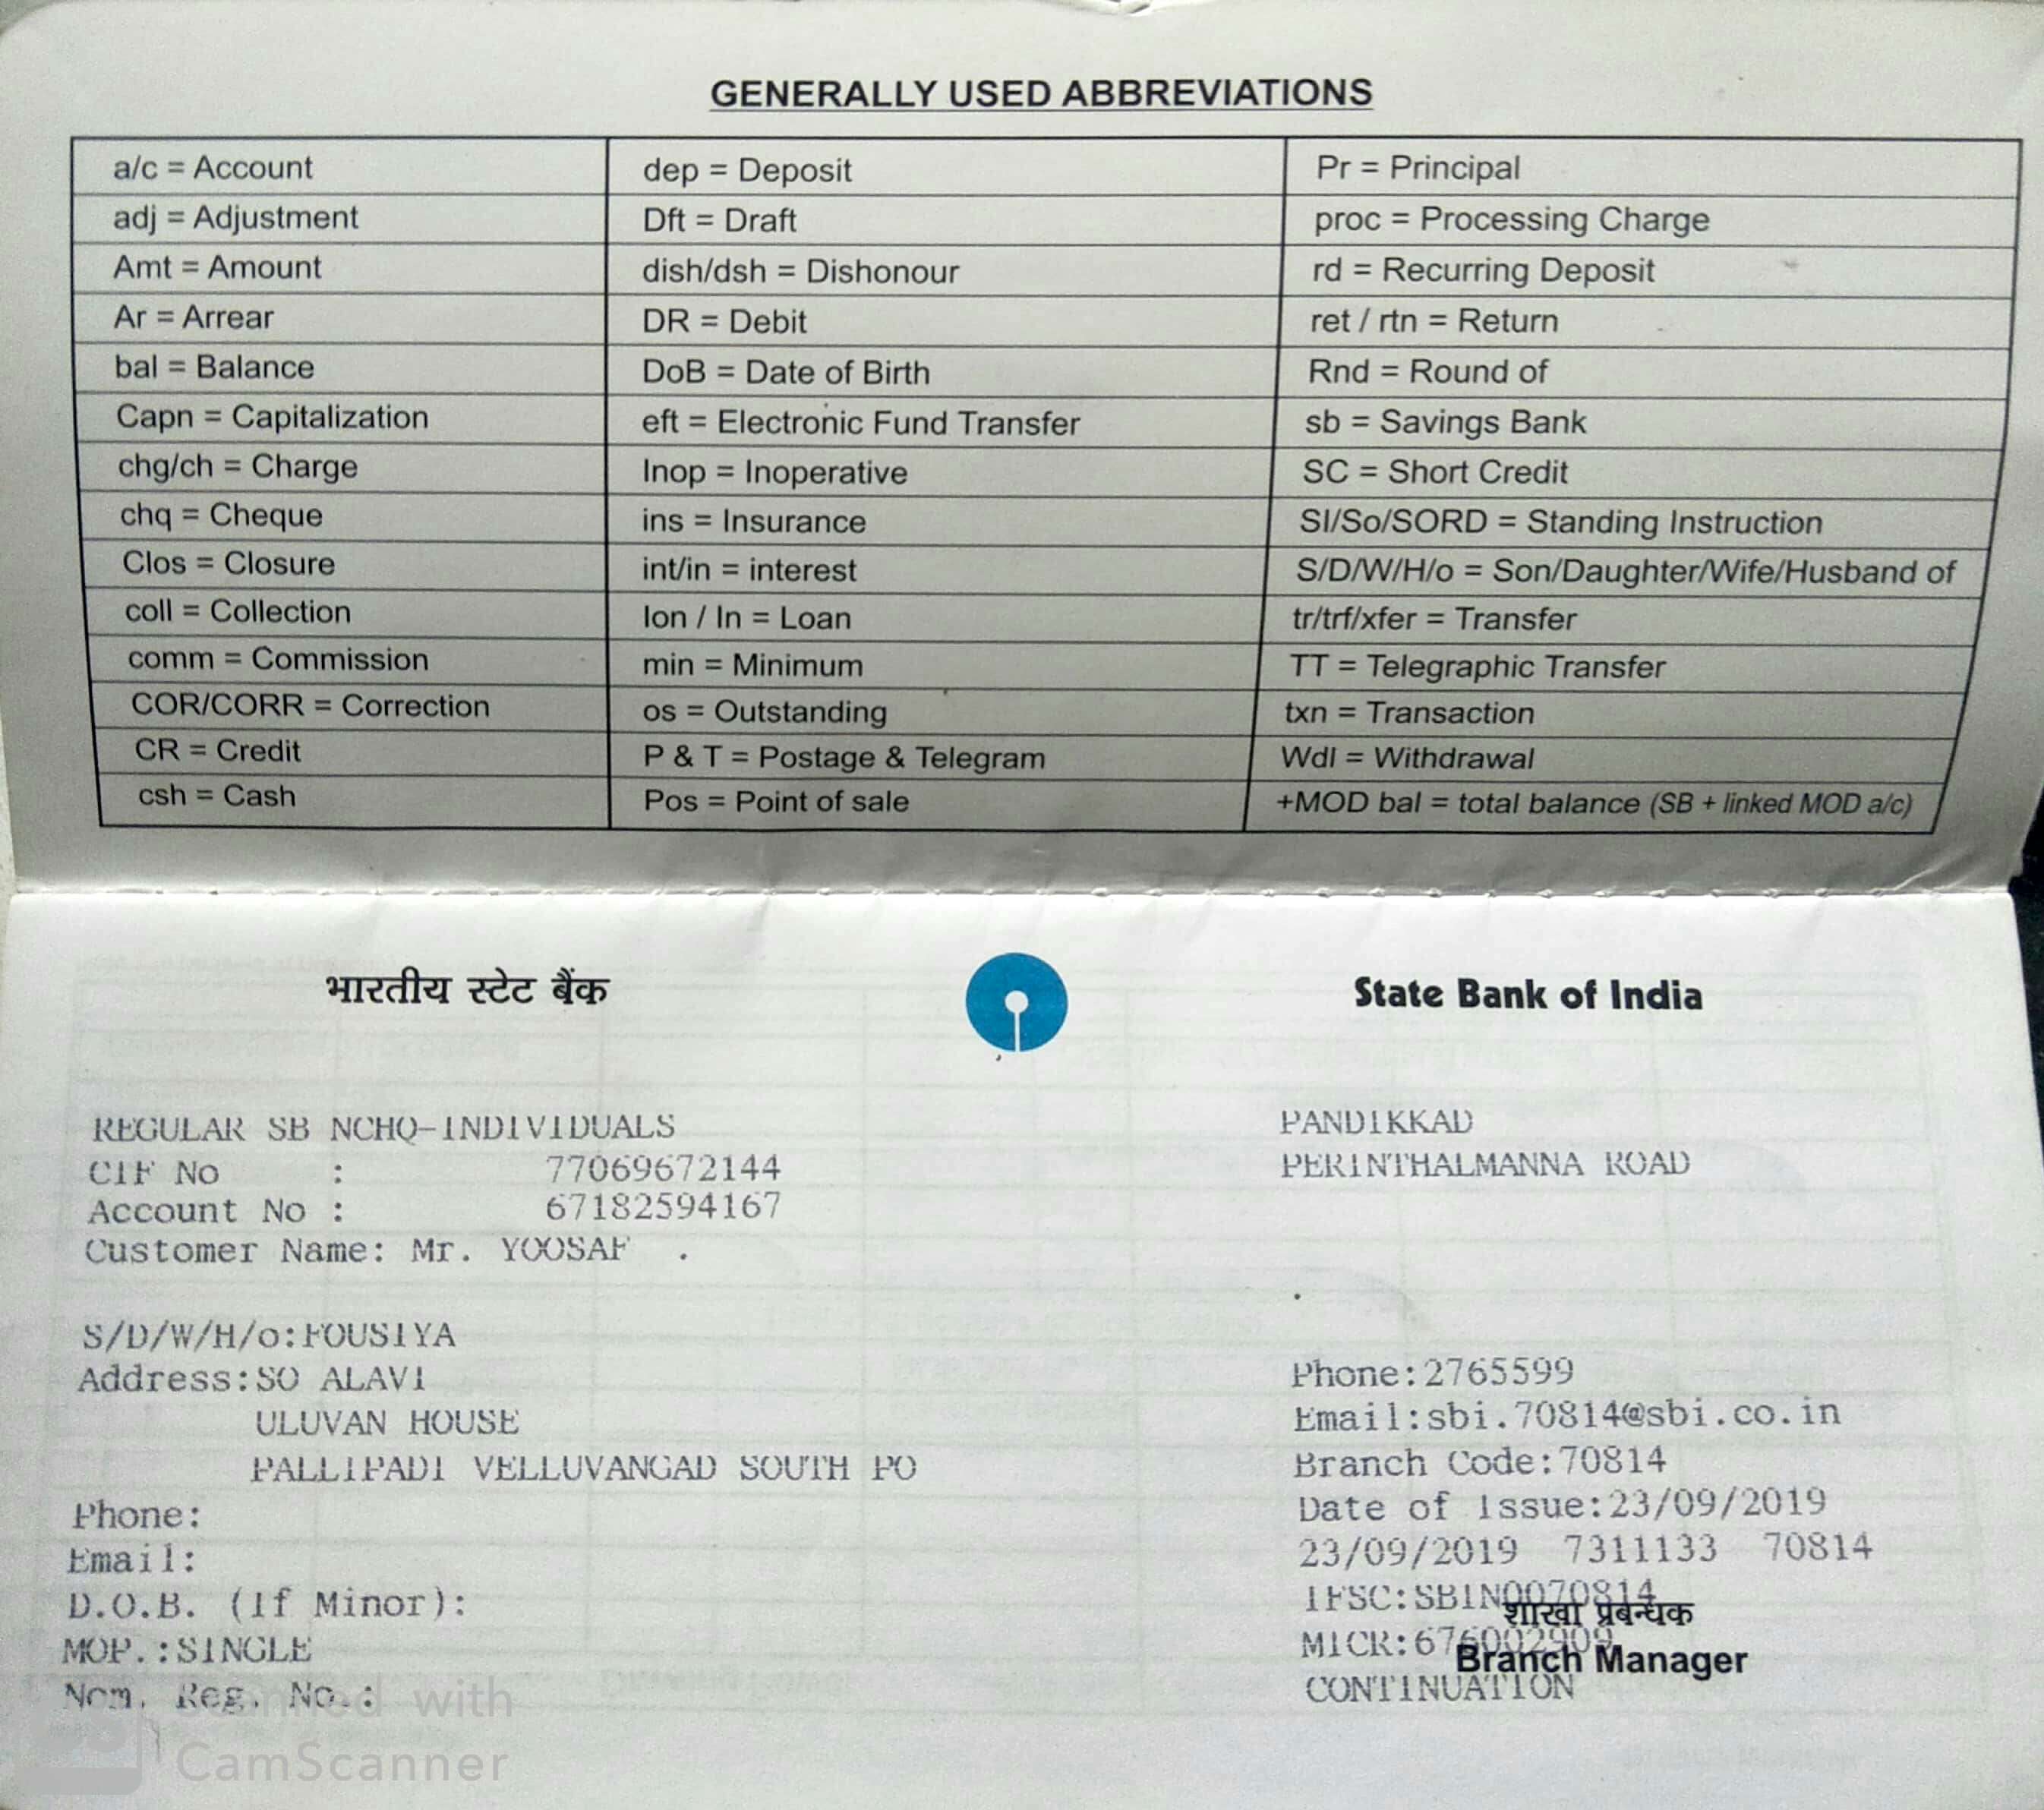 GENERALLY USED ABBREVIATIONS
a/c = Account
dep = Deposit
Pr = Principal
adj = Adjustment
Dft = Draft
proc = Processing Charge
Amt = Amount
dish/dsh = Dishonour
rd = Recurring Deposit
Ar = Arrear
DR = Debit
ret / rtn = Return
bal = Balance
DoB = Date of Birth
Rnd = Round of
Capn = Capitalization
eft = Electronic Fund Transfer
sb = Savings Bank
chg/ch = Charge
Inop = Inoperative
SC = Short Credit
chq = Cheque
ins = Insurance
SI/So/SORD = Standing Instruction
Clos = Closure
int/in = interest
S/D/W/H/o = Son/Daughter/Wife/Husband of
coll = Collection
lon / ln = Loan
tr/trf/xfer = Transfer
comm = Commission
min = Minimum
TT = Telegraphic Transfer
COR/CORR = Correction
os = Outstanding
txn = Transaction
CR = Credit
P & T = Postage & Telegram
Wdl = Withdrawal
csh = Cash
Pos = Point of sale
+MOD bal = total balance (SB + linked MOD a/c)
भारतीय स्टेट बैंक
State Bank of India
REGULAR SB NCHQ-INDIVIDUALS
CIF No : 77069672144
Account No : 67182594167
Customer Name: Mr. YOOSAF .
S/D/W/H/o:FOUSIYA
Address:SO ALAVI
ULUVAN HOUSE
PALLIPADI VELLUVANGAD SOUTH PO
Phone:
Email:
D.O.B. (If Minor):
MOP.:SINGLE
Nom. Reg. No.:
PANDIKKAD
PERINTHALMANNA ROAD
Phone:2765599
Email:sbi.70814@sbi.co.in
Branch Code:70814
Date of Issue:23/09/2019
23/09/2019 7311133 70814
IFSC:SBIN0070814
शाखा प्रबन्धक
MICR:676002909
Branch Manager
CONTINUATION
Scanned with
CamScanner